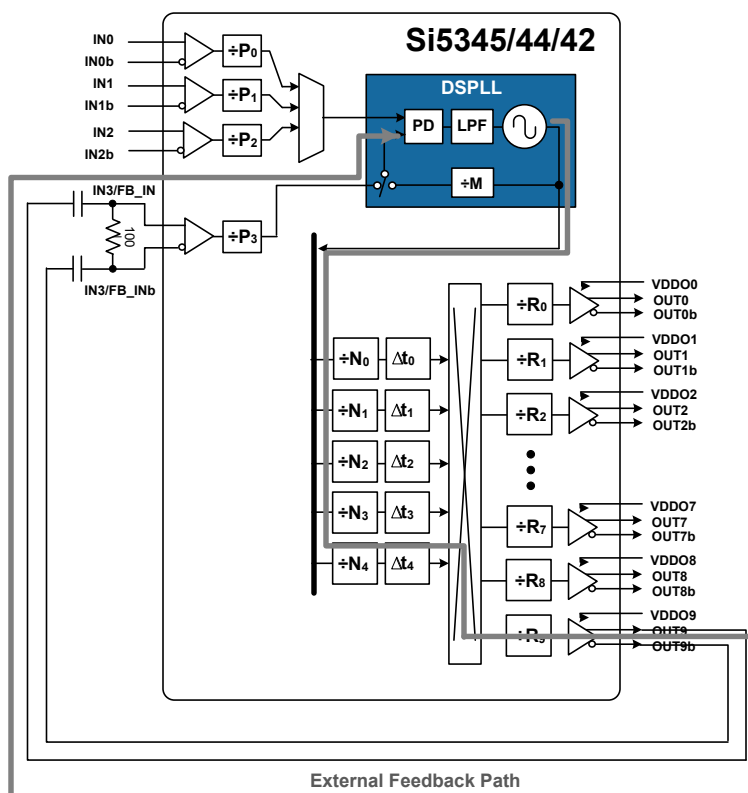 Si5345/44/42
IN0
IN0b
÷P0
IN1
IN1b
÷P1
IN2
IN2b
÷P2
DSPLL
PD
LPF
÷M
IN3/FB_IN
100
÷P3
IN3/FB_INb
÷N0
Δt0
÷N1
Δt1
÷N2
Δt2
÷N3
Δt3
÷N4
Δt4
÷R0
VDDO0
OUT0
OUT0b
÷R1
VDDO1
OUT1
OUT1b
÷R2
VDDO2
OUT2
OUT2b
÷R7
VDDO7
OUT7
OUT7b
÷R8
VDDO8
OUT8
OUT8b
÷R9
VDDO9
OUT9
OUT9b
External Feedback Path